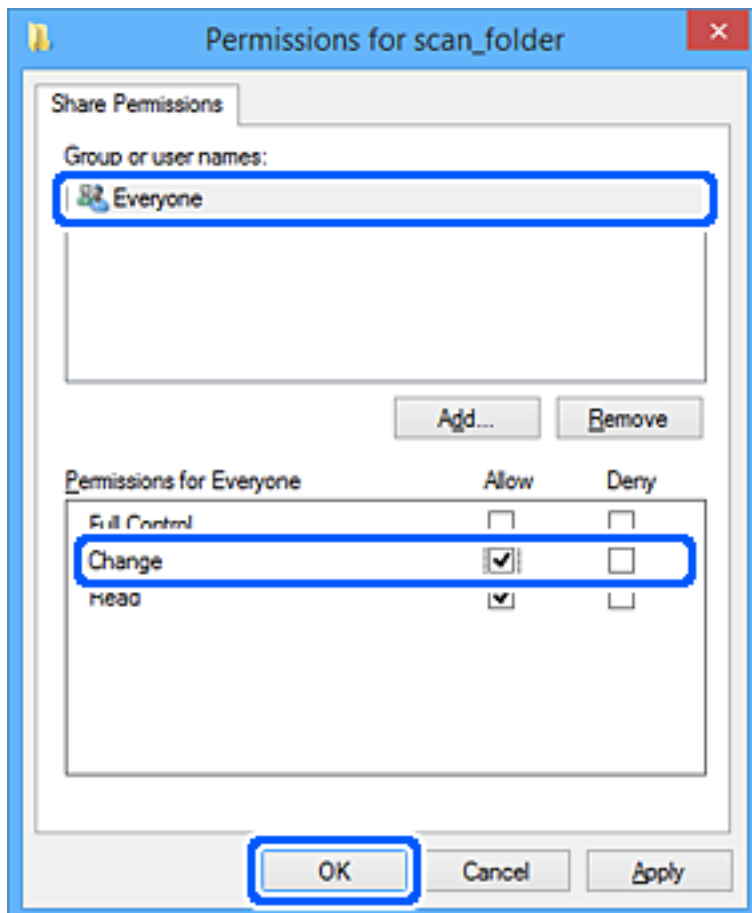 Permissions for scan_folder
Share Permissions
Group or user names:
Everyone
Add... Remove
Permissions for Everyone Allow Deny
Full Control
Change
Read
OK Cancel Apply